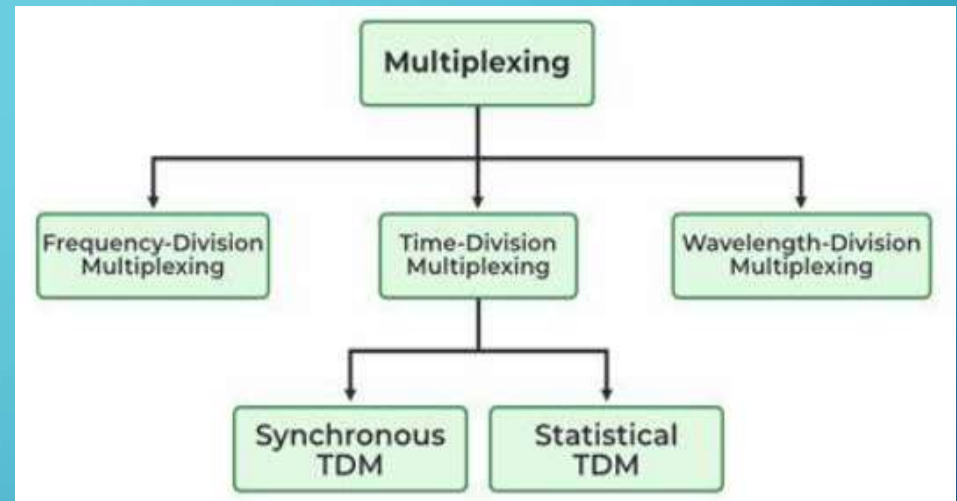 Multiplexing
Frequency-Division
Multiplexing
Time-Division
Multiplexing
Wavelength-Division
Multiplexing
Synchronous
TDM
Statistical
TDM